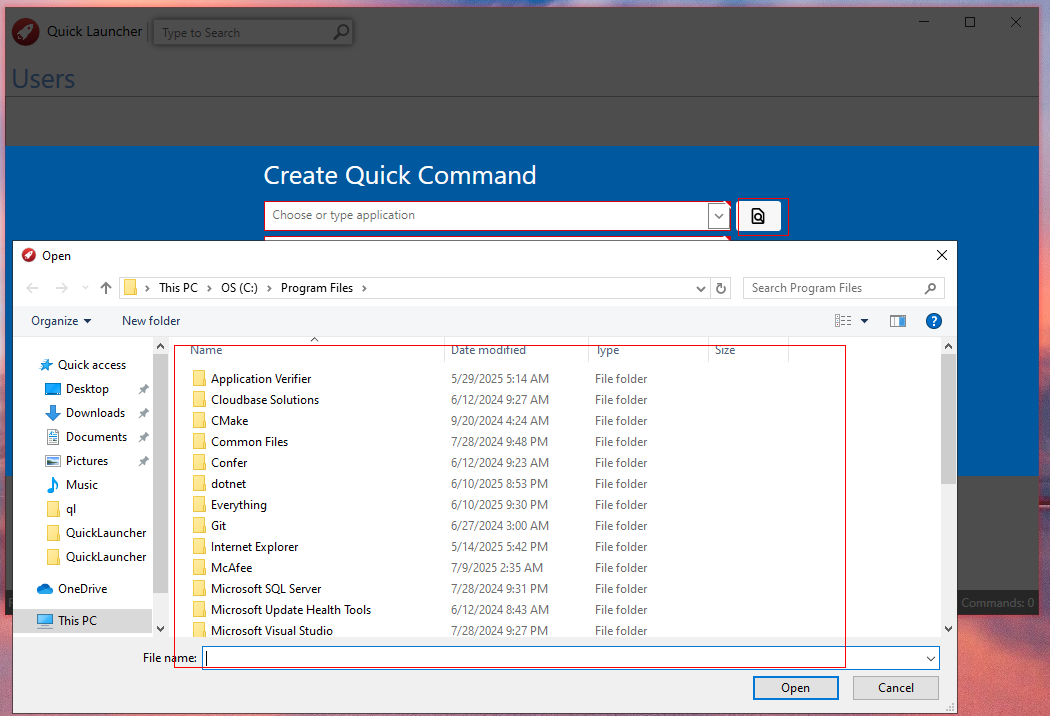 Quick Launcher
Type to Search
Users
Create Quick Command
Choose or type application
Open
This PC > OS (C:) > Program Files >
Search Program Files
Organize
New folder
?
Name Date modified Type Size
Quick access
Desktop
Downloads
Documents
Pictures
Music
ql
QuickLauncher
QuickLauncher
OneDrive
This PC
Application Verifier 5/29/2025 5:14 AM File folder
Cloudbase Solutions 6/12/2024 9:27 AM File folder
CMake 9/20/2024 4:24 AM File folder
Common Files 7/28/2024 9:48 PM File folder
Confer 6/12/2024 9:23 AM File folder
dotnet 6/10/2025 8:53 PM File folder
Everything 6/10/2025 9:30 PM File folder
Git 6/27/2024 3:00 AM File folder
Internet Explorer 5/14/2025 5:42 PM File folder
McAfee 7/9/2025 2:35 AM File folder
Microsoft SQL Server 7/28/2024 9:31 PM File folder
Microsoft Update Health Tools 6/12/2024 8:43 AM File folder
Microsoft Visual Studio 7/28/2024 9:27 PM File folder
Commands: 0
File name:
Open
Cancel